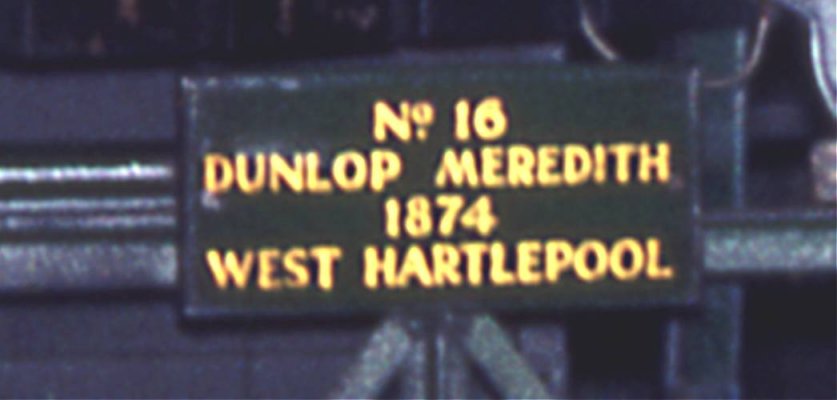 Nº 16
DUNLOP MEREDITH
1874
WEST HARTLEPOOL